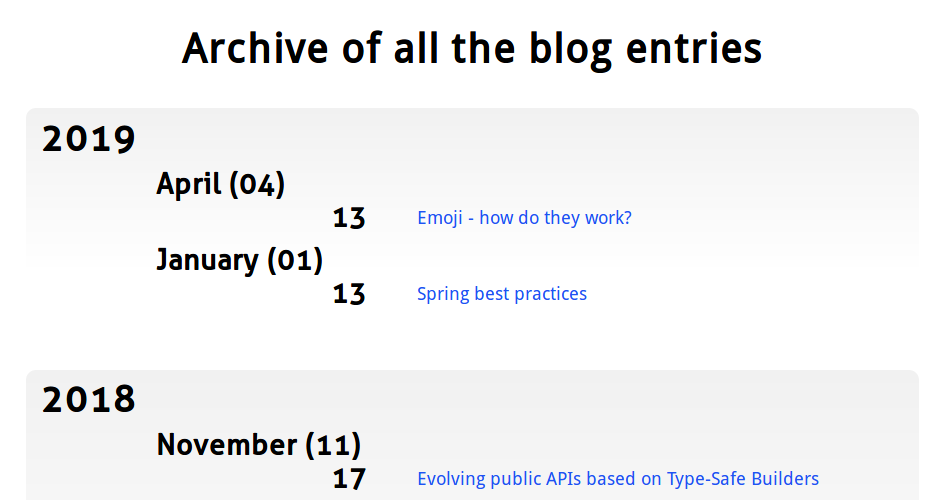 Archive of all the blog entries
2019
April (04)
13 Emoji - how do they work?
January (01)
13 Spring best practices
2018
November (11)
17 Evolving public APIs based on Type-Safe Builders